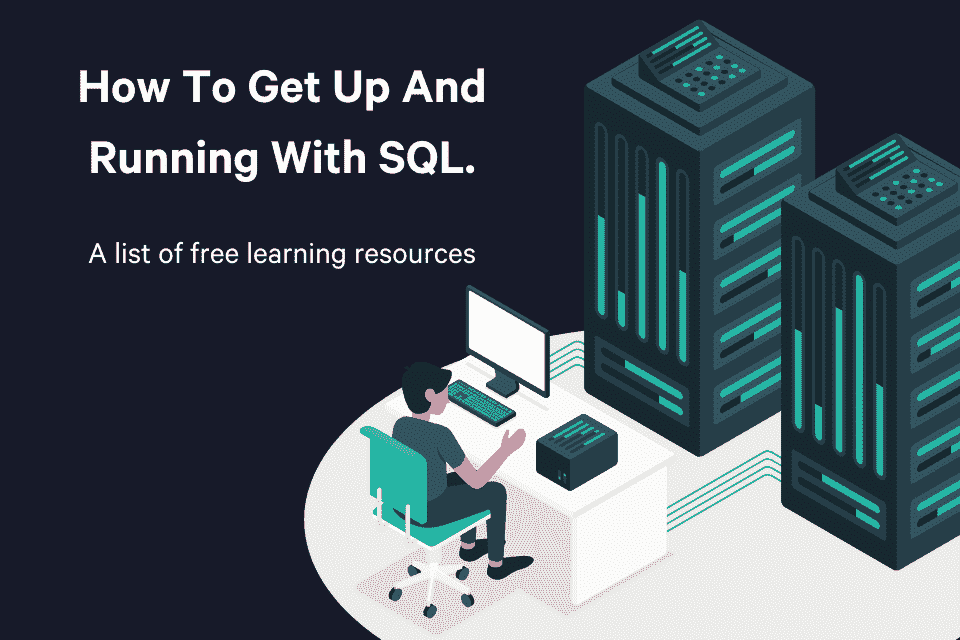 How To Get Up And
Running With SQL.
A list of free learning resources